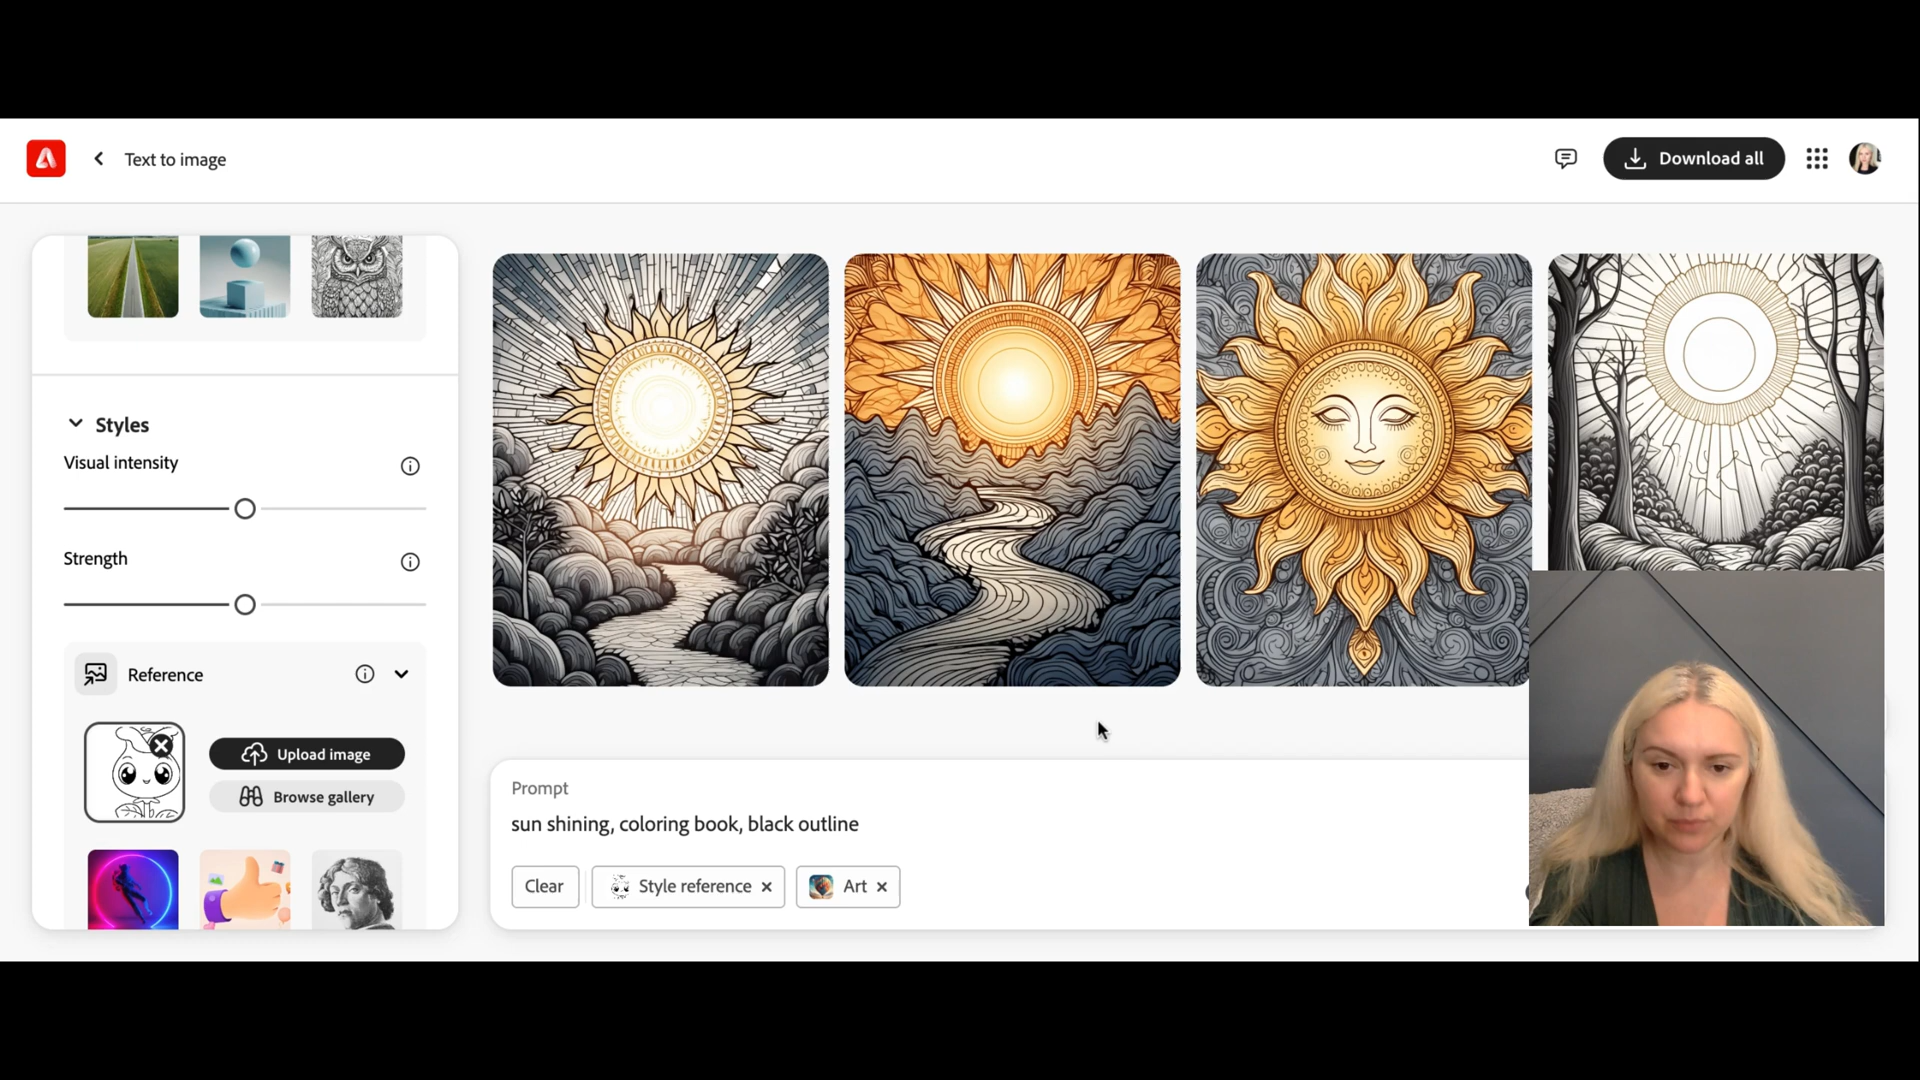 Text to image
Download all
Styles
Visual intensity
Strength
Reference
Upload image
Browse gallery
Prompt
sun shining, coloring book, black outline
Clear
Style reference
Art